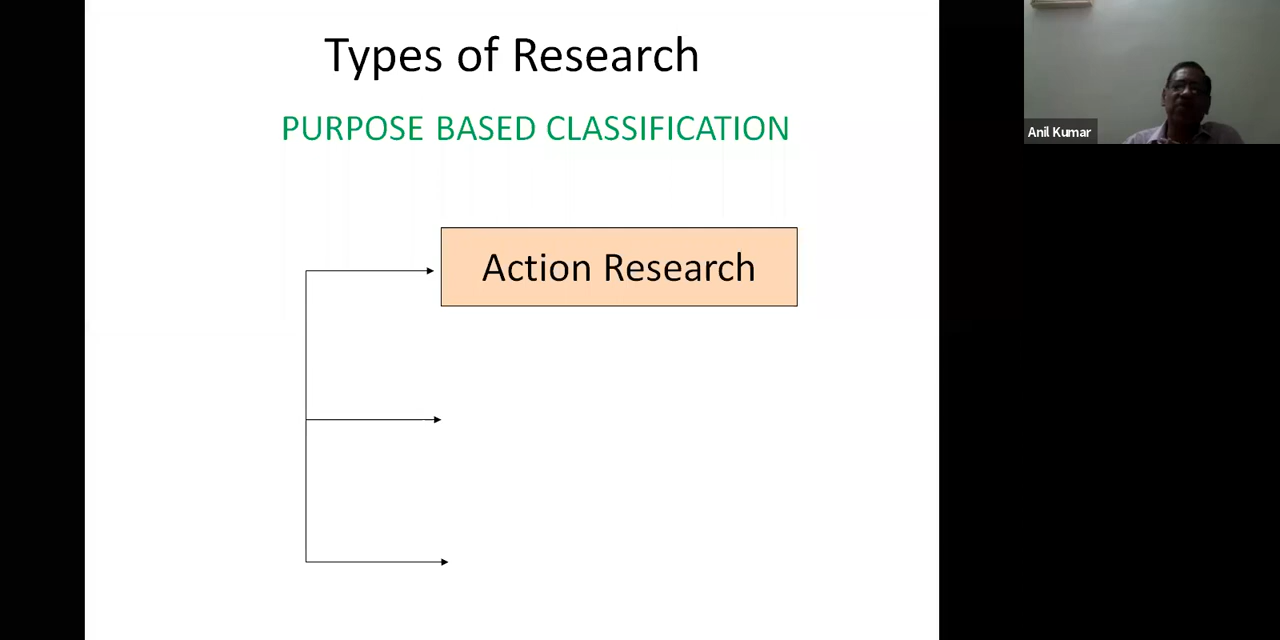 Types of Research
PURPOSE BASED CLASSIFICATION
Action Research
Anil Kumar